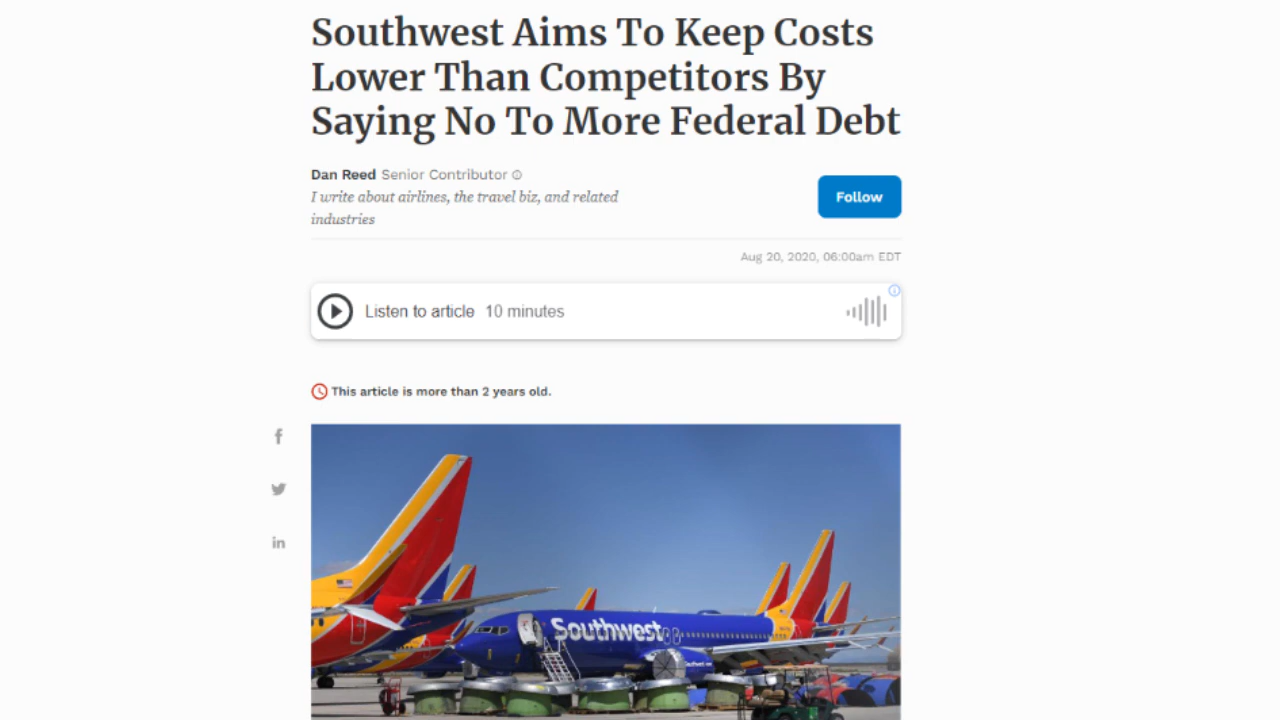 Southwest Aims To Keep Costs
Lower Than Competitors By
Saying No To More Federal Debt
Dan Reed Senior Contributor
I write about airlines, the travel biz, and related
industries
Follow
Aug 20, 2020, 06:00am EDT
Listen to article 10 minutes
This article is more than 2 years old.
Southwest